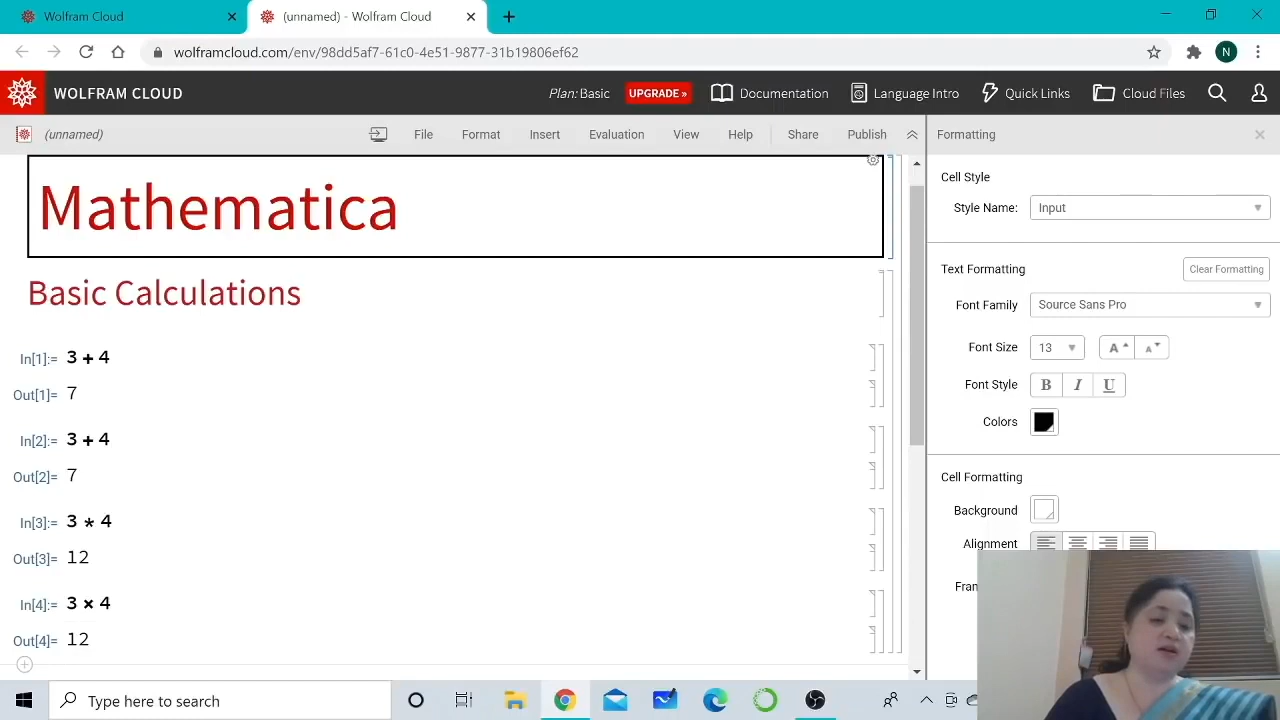 Wolfram Cloud
(unnamed) - Wolfram Cloud
wolframcloud.com/env/98dd5af7-61c0-4e51-9877-31b19806ef62
N
WOLFRAM CLOUD
Plan: Basic
UPGRADE »
Documentation
Language Intro
Quick Links
Cloud Files
(unnamed)
File
Format
Insert
Evaluation
View
Help
Share
Publish
Mathematica
Basic Calculations
In[1]:= 3 + 4
Out[1]= 7
In[2]:= 3 + 4
Out[2]= 7
In[3]:= 3 * 4
Out[3]= 12
In[4]:= 3 × 4
Out[4]= 12
Formatting
Cell Style
Style Name: Input
Text Formatting
Clear Formatting
Font Family Source Sans Pro
Font Size 13 A A
Font Style B I U
Colors
Cell Formatting
Background
Alignment
Type here to search